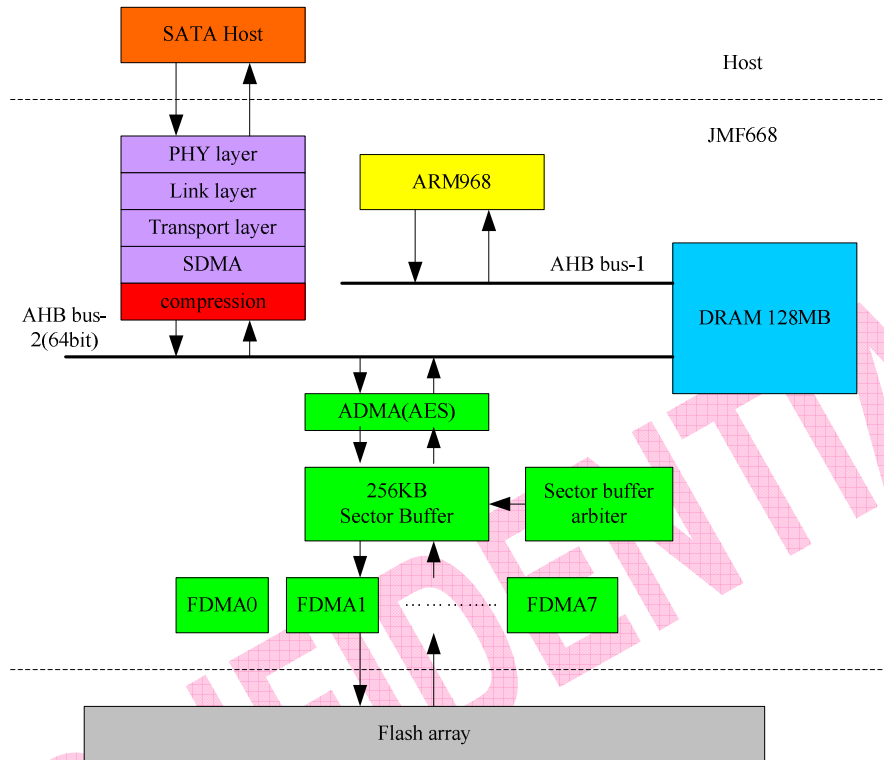 SATA Host
Host
JMF668
PHY layer
Link layer
Transport layer
SDMA
compression
ARM968
AHB bus-1
DRAM 128MB
AHB bus-
2(64bit)
ADMA(AES)
256KB
Sector Buffer
Sector buffer
arbiter
FDMA0
FDMA1
……………..
FDMA7
Flash array